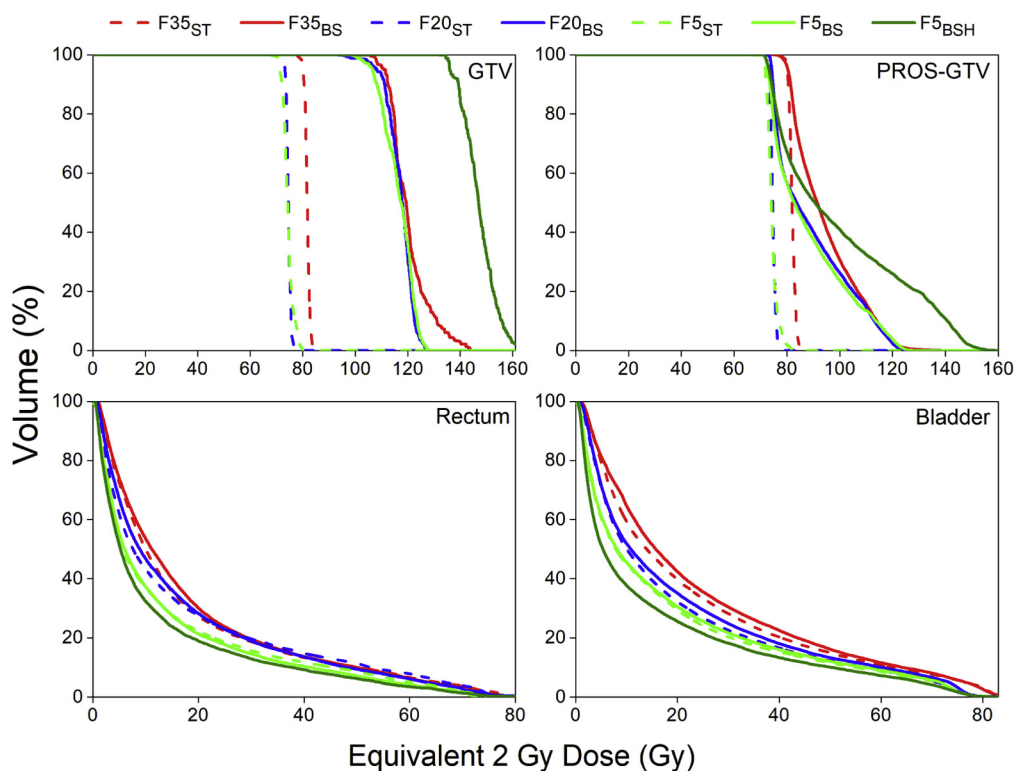 F35ST F35BS F20ST F20BS F5ST F5BS F5BSH
GTV
100
80
60
40
20
0
0 20 40 60 80 100 120 140 160
PROS-GTV
100
80
60
40
20
0
0 20 40 60 80 100 120 140 160
Volume (%)
Rectum
100
80
60
40
20
0
0 20 40 60 80
Bladder
100
80
60
40
20
0
0 20 40 60 80
Equivalent 2 Gy Dose (Gy)